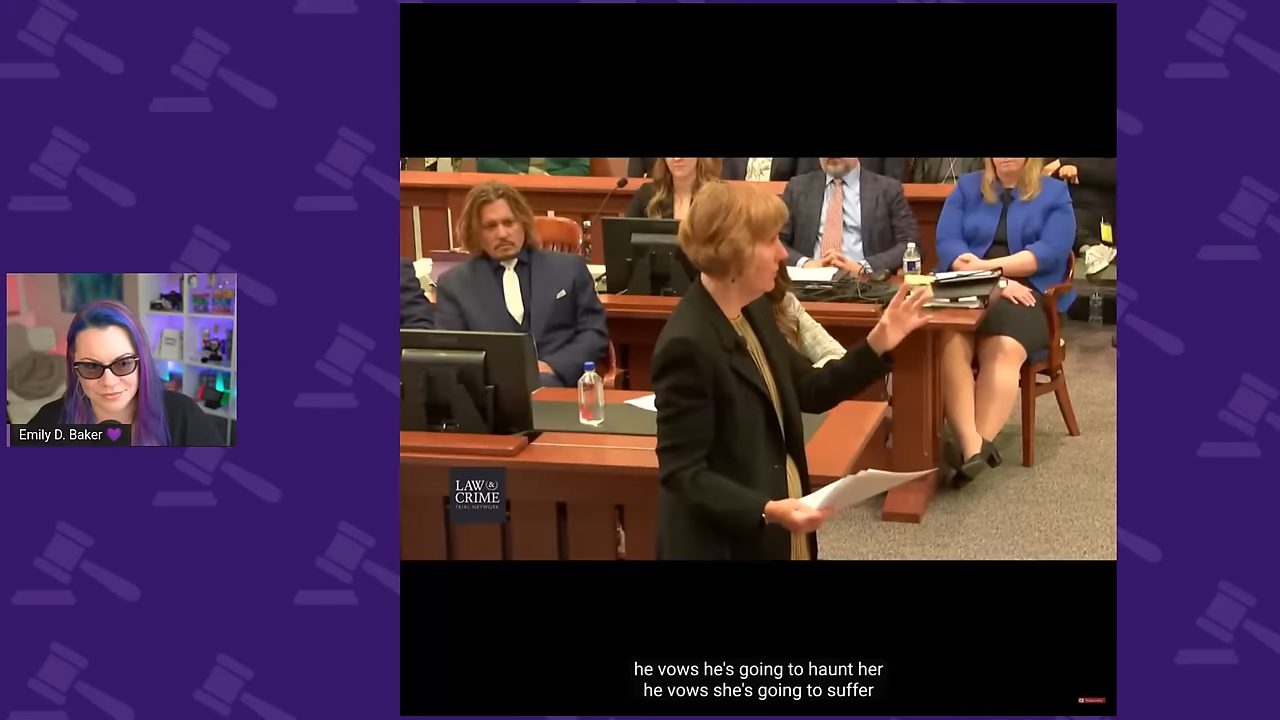 Emily D. Baker 💜
LAW &
CRIME
TRIAL NETWORK
he vows he's going to haunt her
he vows she's going to suffer